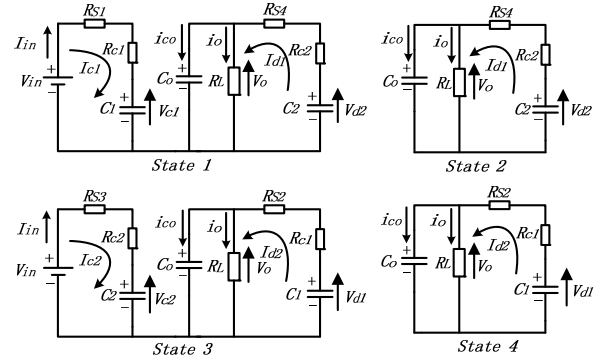 RS1
Iin
Vin
+
−
Ic1
Rc1
+
−
C1
Vc1
ico
io
RS4
+
−
Co
RL
Vo
Id1
Rc2
+
−
C2
Vd2
State 1
RS4
ico
io
+
−
Co
RL
Vo
Id1
Rc2
+
−
C2
Vd2
State 2
RS3
Iin
Vin
+
−
Ic2
Rc2
+
−
C2
Vc2
ico
io
RS2
+
−
Co
RL
Vo
Id2
Rc1
+
−
C1
Vd1
State 3
RS2
ico
io
+
−
Co
RL
Vo
Id2
Rc1
+
−
C1
Vd1
State 4